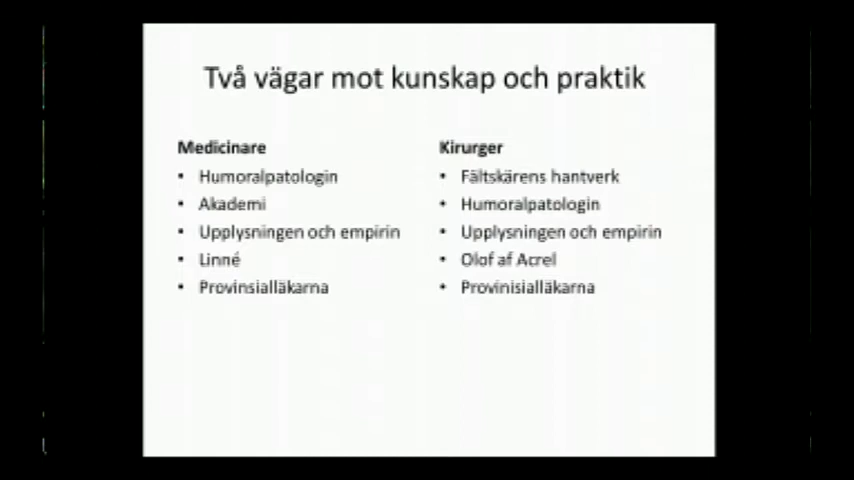 Två vägar mot kunskap och praktik
Medicinare
• Humoralpatologin
• Akademi
• Upplysningen och empirin
• Linné
• Provinsialläkarna
Kirurger
• Fältskärens hantverk
• Humoralpatologin
• Upplysningen och empirin
• Olof af Acrel
• Provinisialläkarna